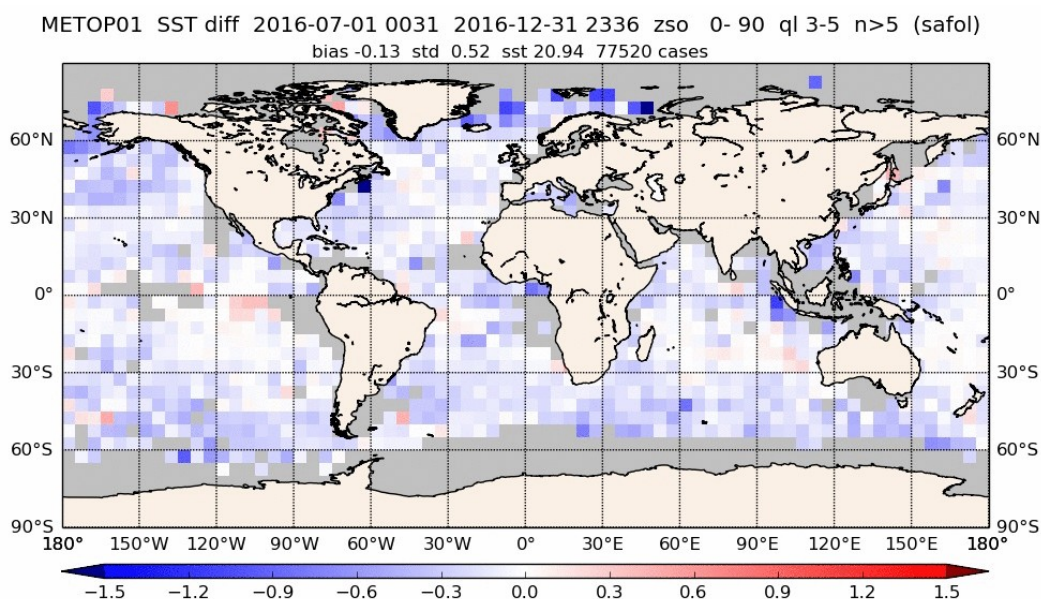 METOP01 SST diff 2016-07-01 0031 2016-12-31 2336 zso 0- 90 ql 3-5 n>5 (safol)
bias -0.13 std 0.52 sst 20.94 77520 cases
60°N 60°N
30°N 30°N
0° 0°
30°S 30°S
60°S 60°S
90°S 90°S
180° 150°W 120°W 90°W 60°W 30°W 0° 30°E 60°E 90°E 120°E 150°E 180°
−1.5 −1.2 −0.9 −0.6 −0.3 0.0 0.3 0.6 0.9 1.2 1.5